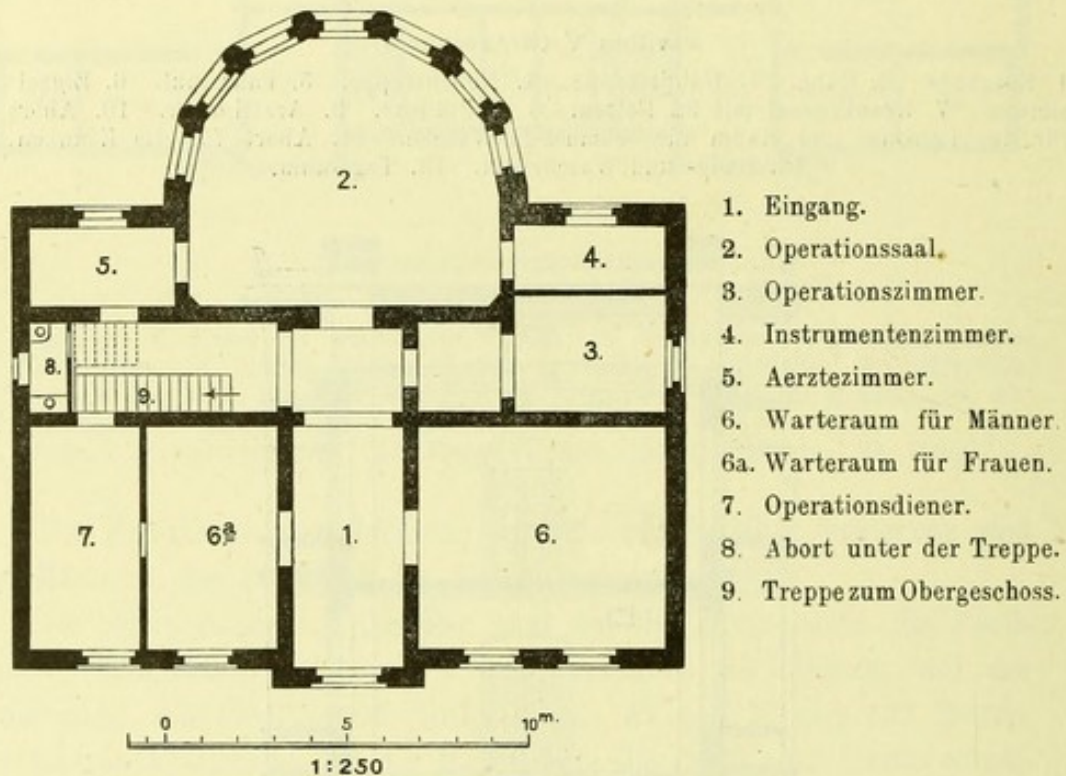 2.
5.
4.
3.
8.
9.
7.
6a
1.
6.
1. Eingang.
2. Operationssaal.
3. Operationszimmer.
4. Instrumentenzimmer.
5. Aerztezimmer.
6. Warteraum für Männer.
6a. Warteraum für Frauen.
7. Operationsdiener.
8. Abort unter der Treppe.
9. Treppe zum Obergeschoss.
0 5 10m.
1:250